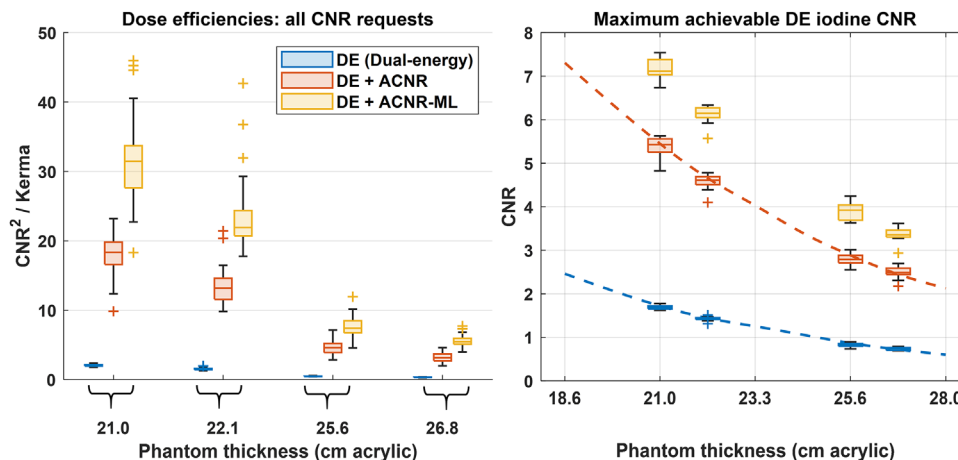 Dose efficiencies: all CNR requests
50
40
30
20
10
0
CNR² / Kerma
DE (Dual-energy)
DE + ACNR
DE + ACNR-ML
21.0 22.1 25.6 26.8
Phantom thickness (cm acrylic)
Maximum achievable DE iodine CNR
8
7
6
5
4
3
2
1
0
CNR
18.6 21.0 23.3 25.6 28.0
Phantom thickness (cm acrylic)